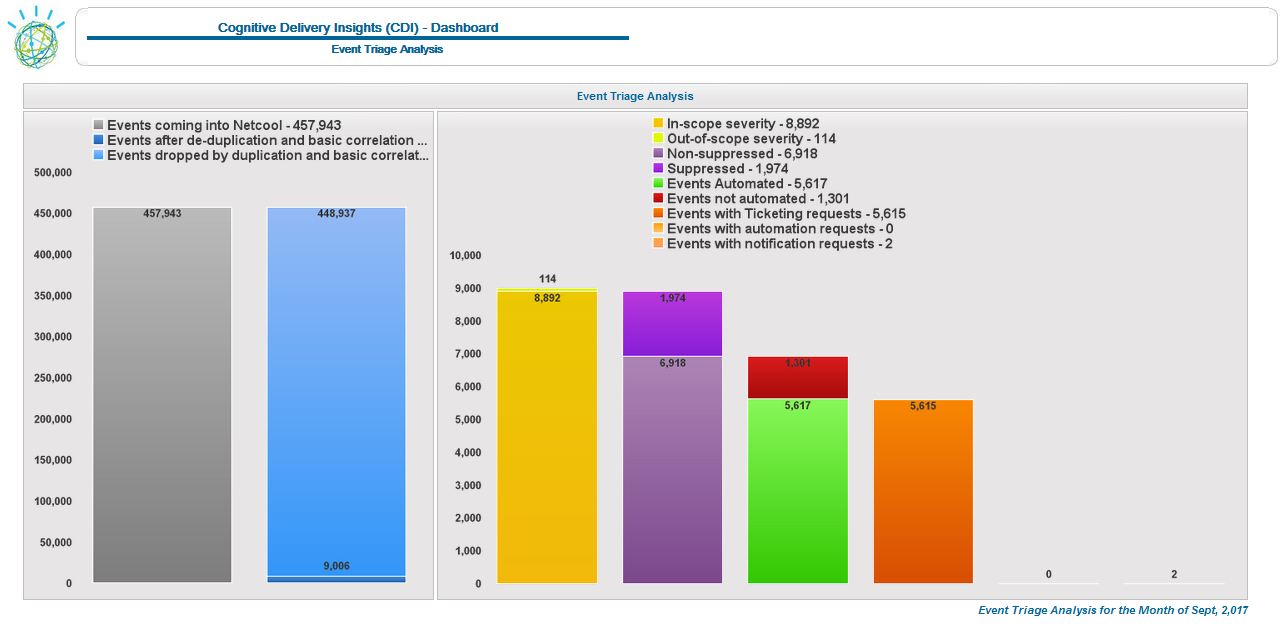 Cognitive Delivery Insights (CDI) - Dashboard
Event Triage Analysis
Event Triage Analysis
Events coming into Netcool - 457,943
Events after de-duplication and basic correlation ...
Events dropped by duplication and basic correlat...
500,000
450,000
400,000
350,000
300,000
250,000
200,000
150,000
100,000
50,000
0
457,943
448,937
9,006
In-scope severity - 8,892
Out-of-scope severity - 114
Non-suppressed - 6,918
Suppressed - 1,974
Events Automated - 5,617
Events not automated - 1,301
Events with Ticketing requests - 5,615
Events with automation requests - 0
Events with notification requests - 2
10,000
9,000
8,000
7,000
6,000
5,000
4,000
3,000
2,000
1,000
0
114
8,892
1,974
6,918
1,301
5,617
5,615
0
2
Event Triage Analysis for the Month of Sept, 2,017